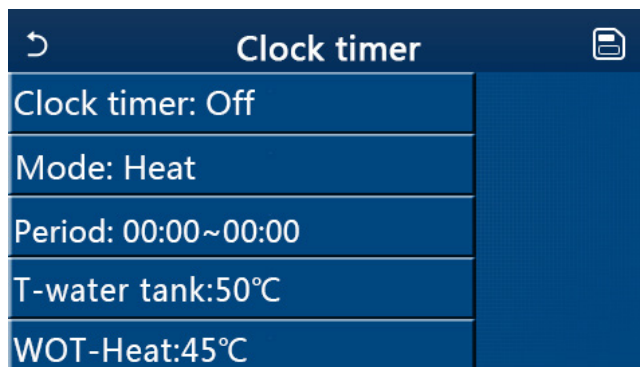 Clock timer
Clock timer: Off
Mode: Heat
Period: 00:00~00:00
T-water tank:50℃
WOT-Heat:45℃